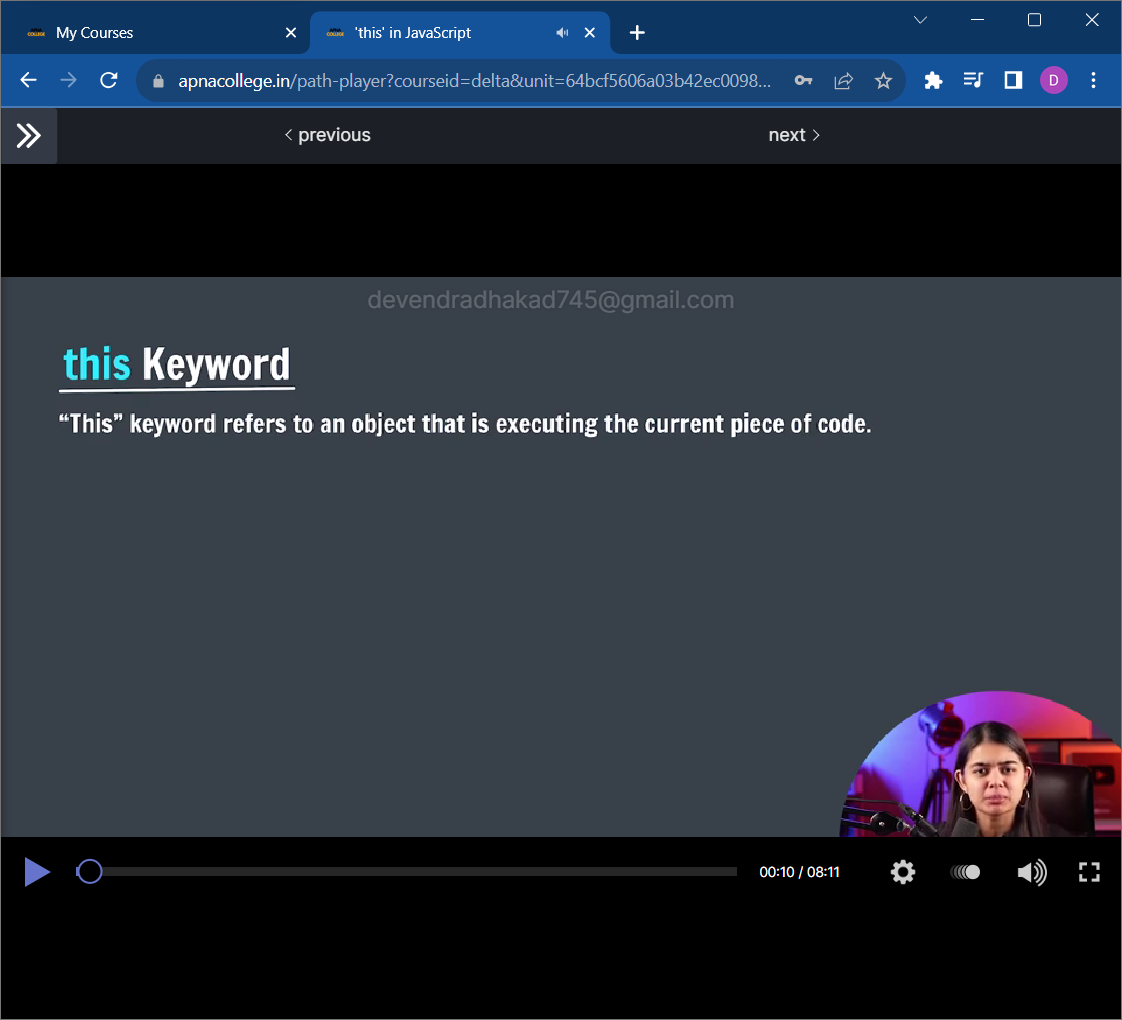 My Courses
'this' in JavaScript
apnacollege.in/path-player?courseid=delta&unit=64bcf5606a03b42ec0098...
D
previous
next
devendradhakad745@gmail.com
this Keyword
“This” keyword refers to an object that is executing the current piece of code.
00:10 / 08:11